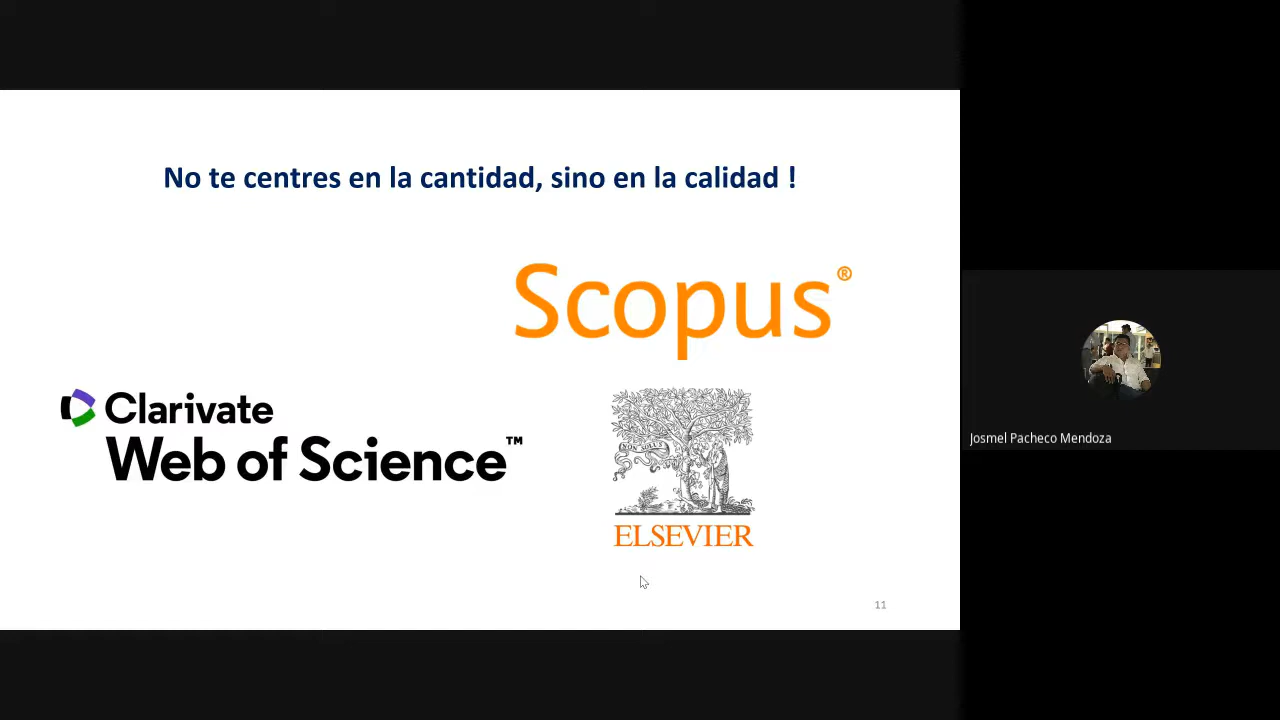 No te centres en la cantidad, sino en la calidad !
Scopus®
Clarivate
Web of Science™
ELSEVIER
11
Josmel Pacheco Mendoza